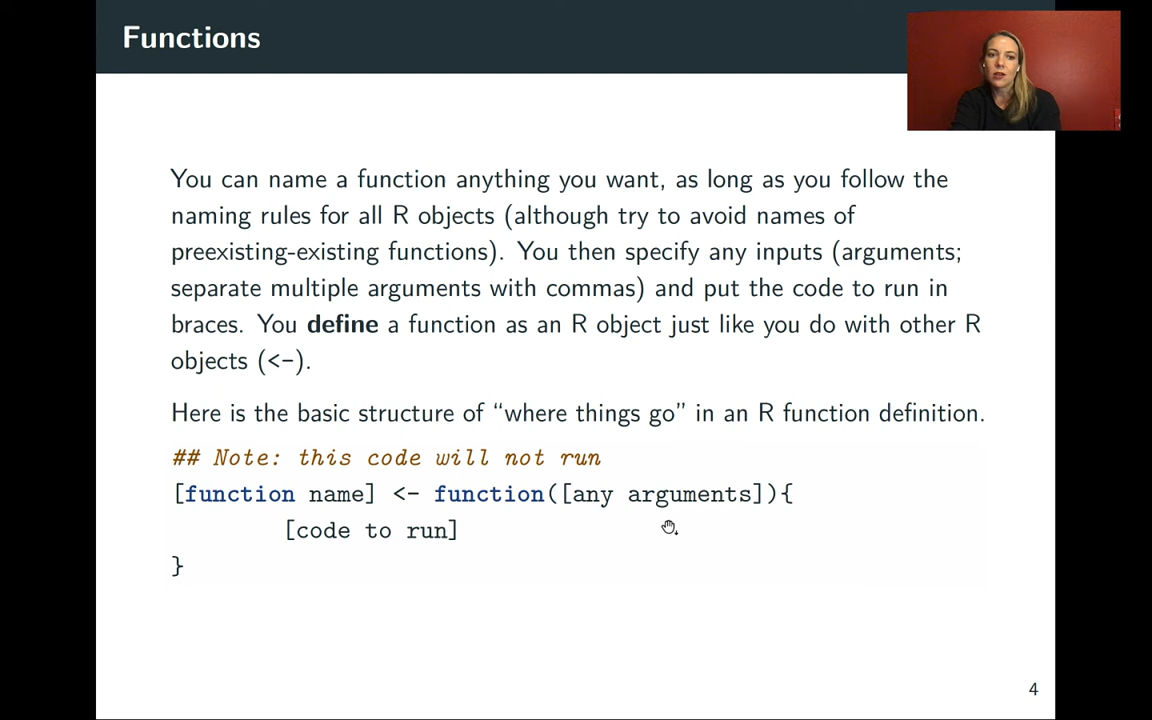 Functions
You can name a function anything you want, as long as you follow the
naming rules for all R objects (although try to avoid names of
preexisting-existing functions). You then specify any inputs (arguments;
separate multiple arguments with commas) and put the code to run in
braces. You define a function as an R object just like you do with other R
objects (<-).
Here is the basic structure of “where things go” in an R function definition.
## Note: this code will not run
[function name] <- function([any arguments]){
[code to run]
}
4